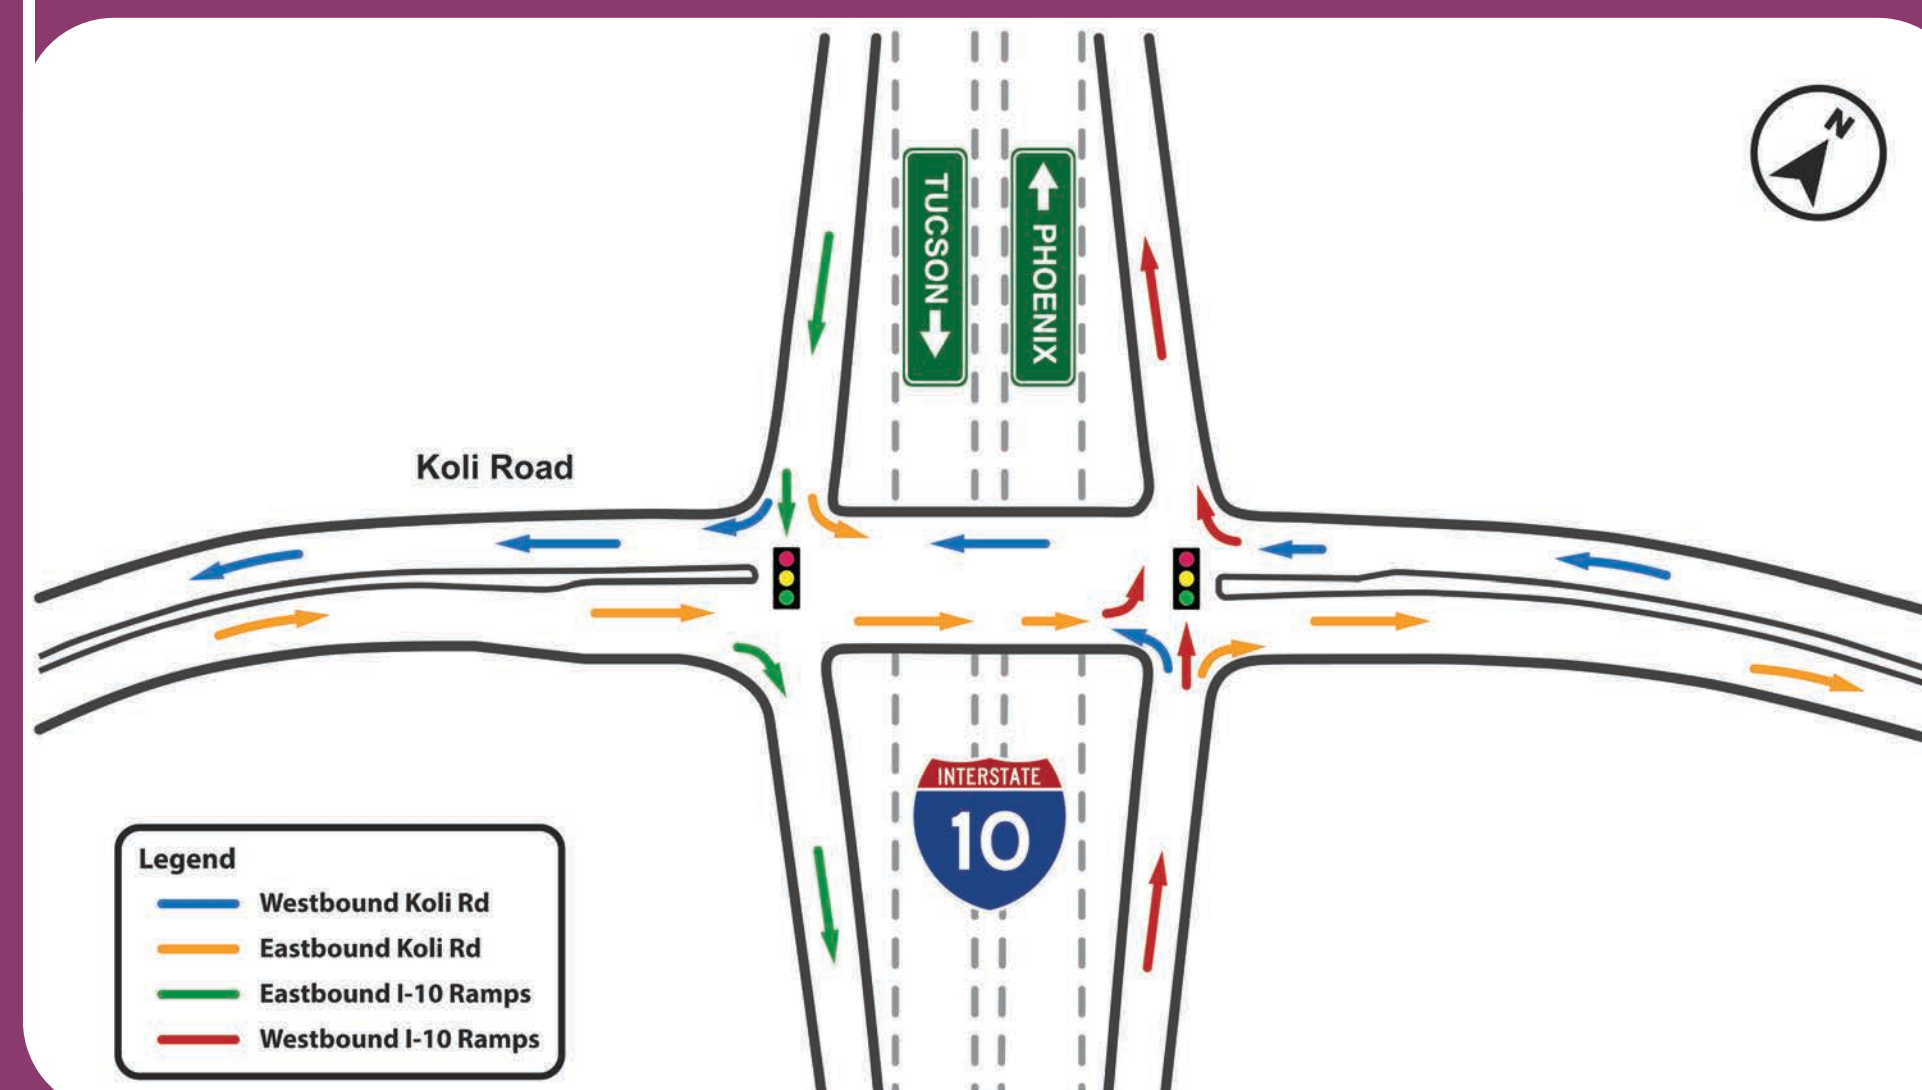 N
TUCSON
PHOENIX
Koli Road
INTERSTATE
10
Legend
Westbound Koli Rd
Eastbound Koli Rd
Eastbound I-10 Ramps
Westbound I-10 Ramps